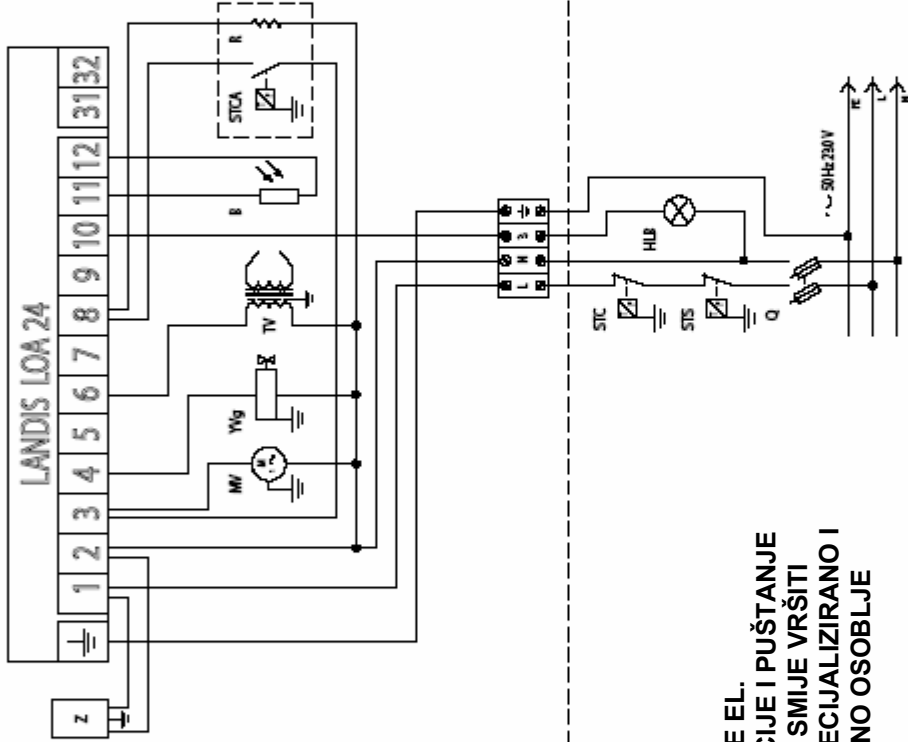 LANDIS LOA 24
1 2 3 4 5 6 7 8 9 10 11 12 31 32
Z
MV
YVg
TV
B
STCA
R
M
L N S
STC
STS
HLB
Q
~ 50Hz 230V
PE
L
N
E EL.
CIJE I PUŠTANJE
SMIJE VRŠITI
ECIJALIZIRANO I
NO OSOBLJE